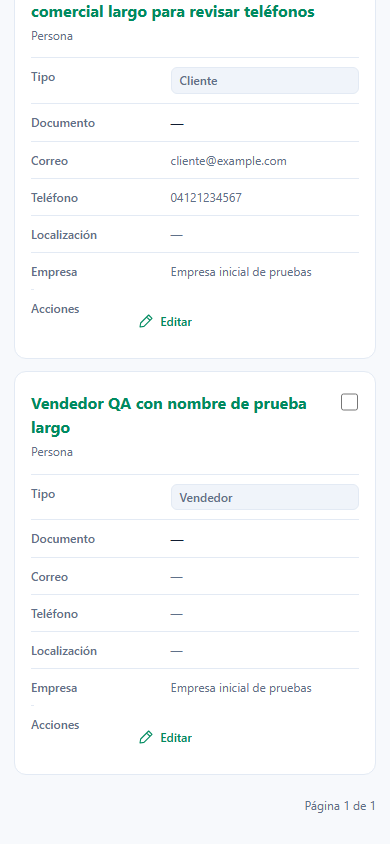 comercial largo para revisar teléfonos
Persona
Tipo Cliente
Documento —
Correo cliente@example.com
Teléfono 04121234567
Localización —
Empresa Empresa inicial de pruebas
Acciones Editar
Vendedor QA con nombre de prueba
largo
Persona
Tipo Vendedor
Documento —
Correo —
Teléfono —
Localización —
Empresa Empresa inicial de pruebas
Acciones Editar
Página 1 de 1